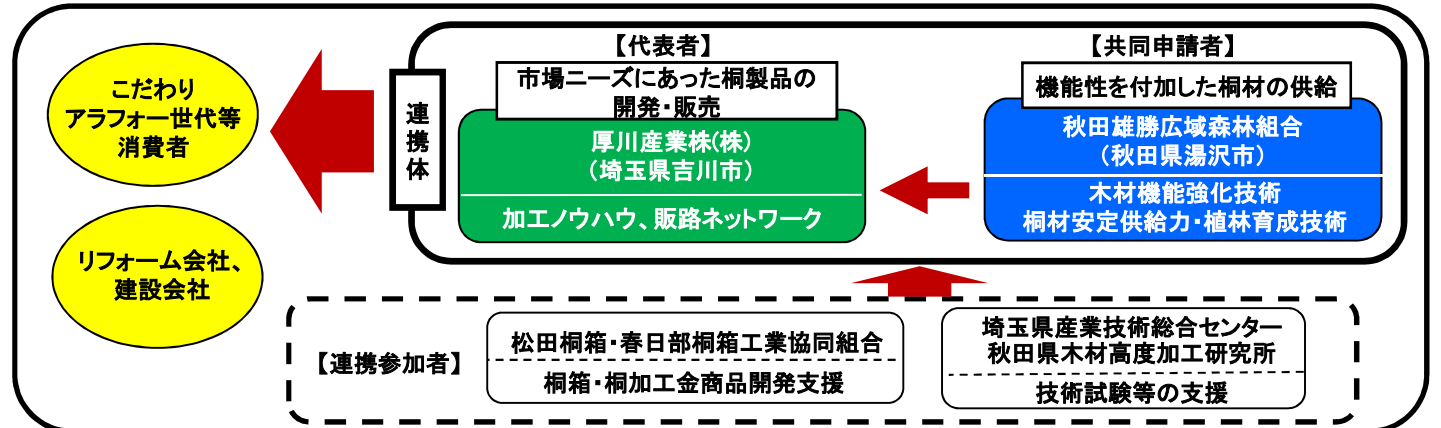 こだわり
アラフォー世代等
消費者
リフォーム会社、
建設会社
連携体
【代表者】
市場ニーズにあった桐製品の
開発・販売
厚川産業株(株)
(埼玉県吉川市)
加工ノウハウ、販路ネットワーク
【共同申請者】
機能性を付加した桐材の供給
秋田雄勝広域森林組合
(秋田県湯沢市)
木材機能強化技術
桐材安定供給力・植林育成技術
【連携参加者】
松田桐箱・春日部桐箱工業協同組合
桐箱・桐加工金商品開発支援
埼玉県産業技術総合センター
秋田県木材高度加工研究所
技術試験等の支援